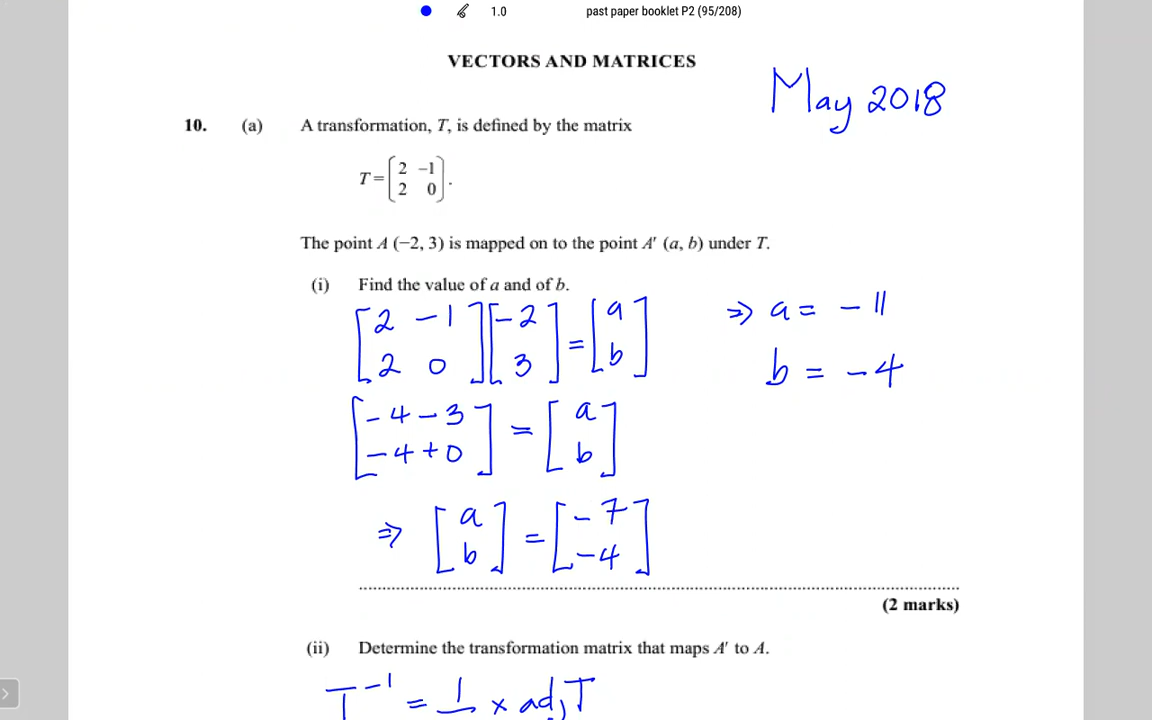 1.0 past paper booklet P2 (95/208)
VECTORS AND MATRICES
May 2018
10. (a) A transformation, T, is defined by the matrix
T = [2 -1
2 0].
The point A (−2, 3) is mapped on to the point A′ (a, b) under T.
(i) Find the value of a and of b.
[2 -1
2 0] [-2
3] = [a
b]
⇒ a = -11
b = -4
[-4-3
-4+0] = [a
b]
⇒ [a
b] = [-7
-4]
(2 marks)
(ii) Determine the transformation matrix that maps A′ to A.
T⁻¹ = 1/ × adj T